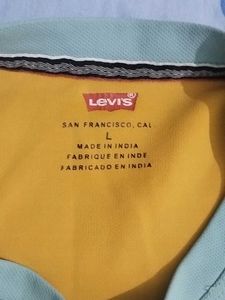 LEVI'S®
SAN FRANCISCO, CAL
L
MADE IN INDIA
FABRIQUE EN INDE
FABRICADO EN INDIA